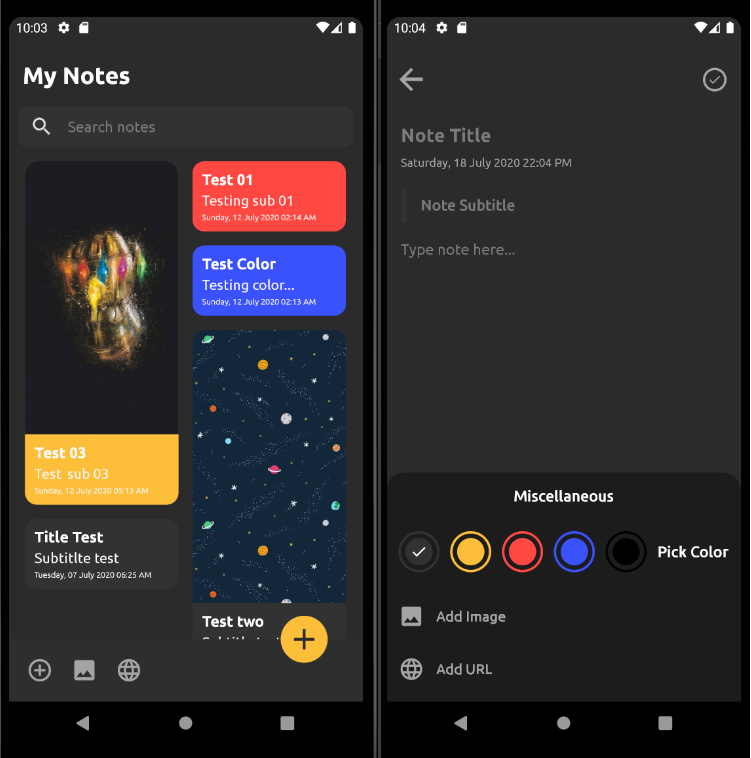 10:03
My Notes
Search notes
Test 03
Test sub 03
Sunday, 12 July 2020 05:13 AM
Title Test
Subtitlte test
Tuesday, 07 July 2020 06:25 AM
Test 01
Testing sub 01
Sunday, 12 July 2020 02:14 AM
Test Color
Testing color...
Sunday, 12 July 2020 02:13 AM
Test two
10:04
Note Title
Saturday, 18 July 2020 22:04 PM
Note Subtitle
Type note here...
Miscellaneous
Pick Color
Add Image
Add URL